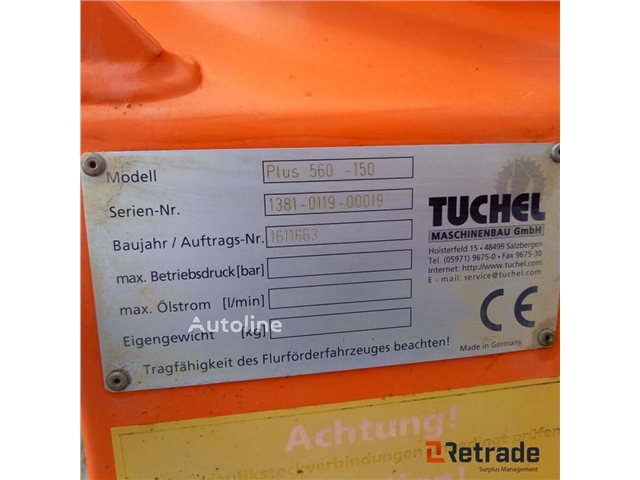 Modell Plus 560 -150
Serien-Nr. 1381-0119-00019
Baujahr / Auftrags-Nr. 1611663
max. Betriebsdruck [bar]
max. Ölstrom [l/min]
Eigengewicht [kg]
Tragfähigkeit des Flurförderfahrzeuges beachten!
TUCHEL
MASCHINENBAU GmbH
Hoisterfeld 15 • 48499 Salzbergen
Tel. (05971) 9675-0 • Fax 9675-30
Internet: http://www.tuchel.com
E - mail: service@tuchel.com
CE
Made in Germany
Autoline
Achtung!
Retrade
Surplus Management